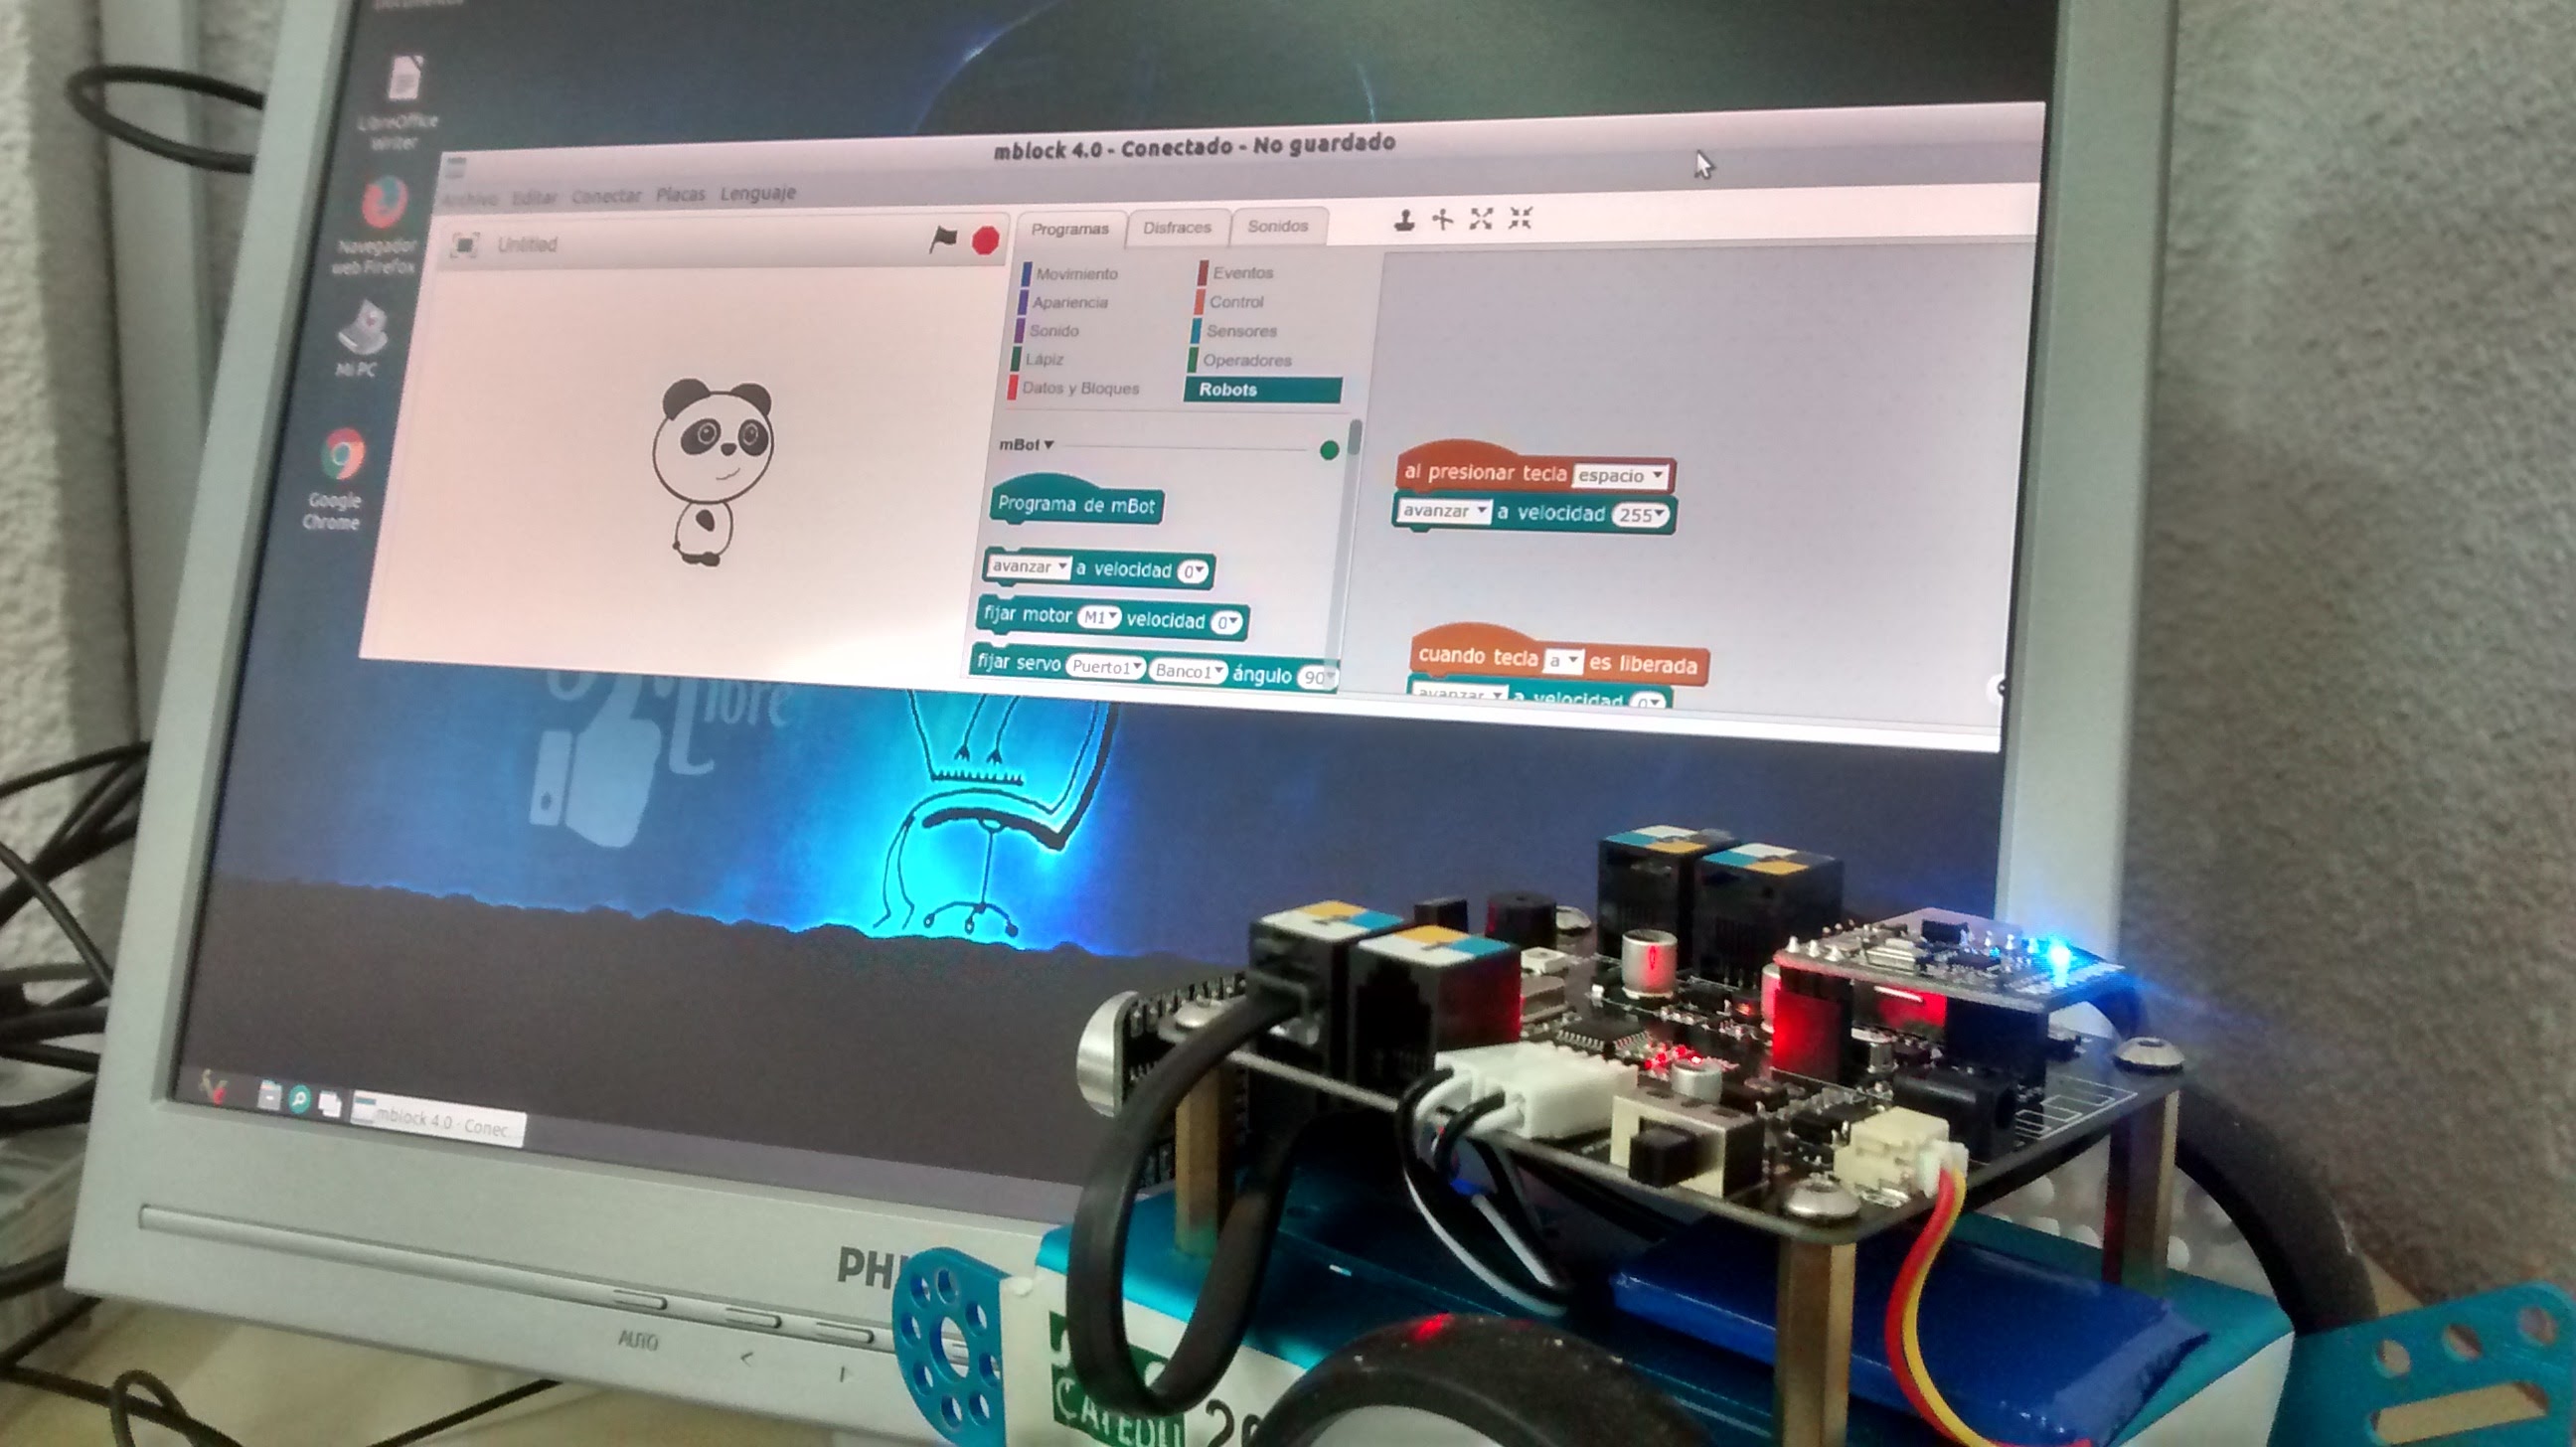 LibreOffice
Writer
Navegador
web Firefox
Mi PC
Google
Chrome
mblock 4.0 - Conectado - No guardado
Archivo Editar Conectar Placas Lenguaje
Untitled
Programas Disfraces Sonidos
Movimiento Eventos
Apariencia Control
Sonido Sensores
Lápiz Operadores
Datos y Bloques Robots
mBot
Programa de mBot
avanzar a velocidad 0
fijar motor M1 velocidad 0
fijar servo Puerto1 Banco1 ángulo 90
al presionar tecla espacio
avanzar a velocidad 255
cuando tecla a es liberada
avanzar a velocidad 0
Libre
mblock 4.0 - Conec
PHI
AUTO
<
CATEDU